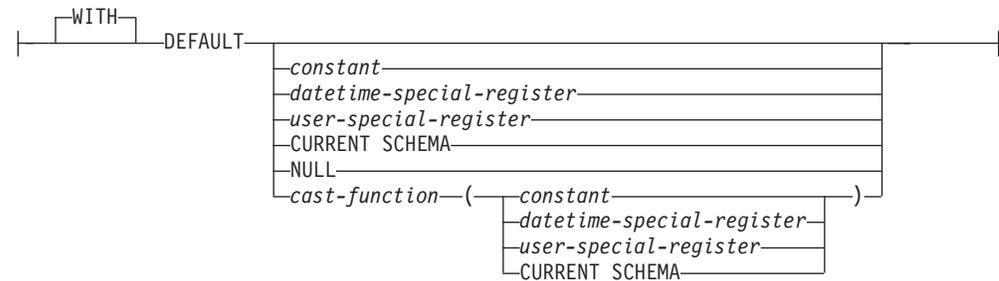 WITH
DEFAULT
constant
datetime-special-register
user-special-register
CURRENT SCHEMA
NULL
cast-function ( constant )
datetime-special-register
user-special-register
CURRENT SCHEMA